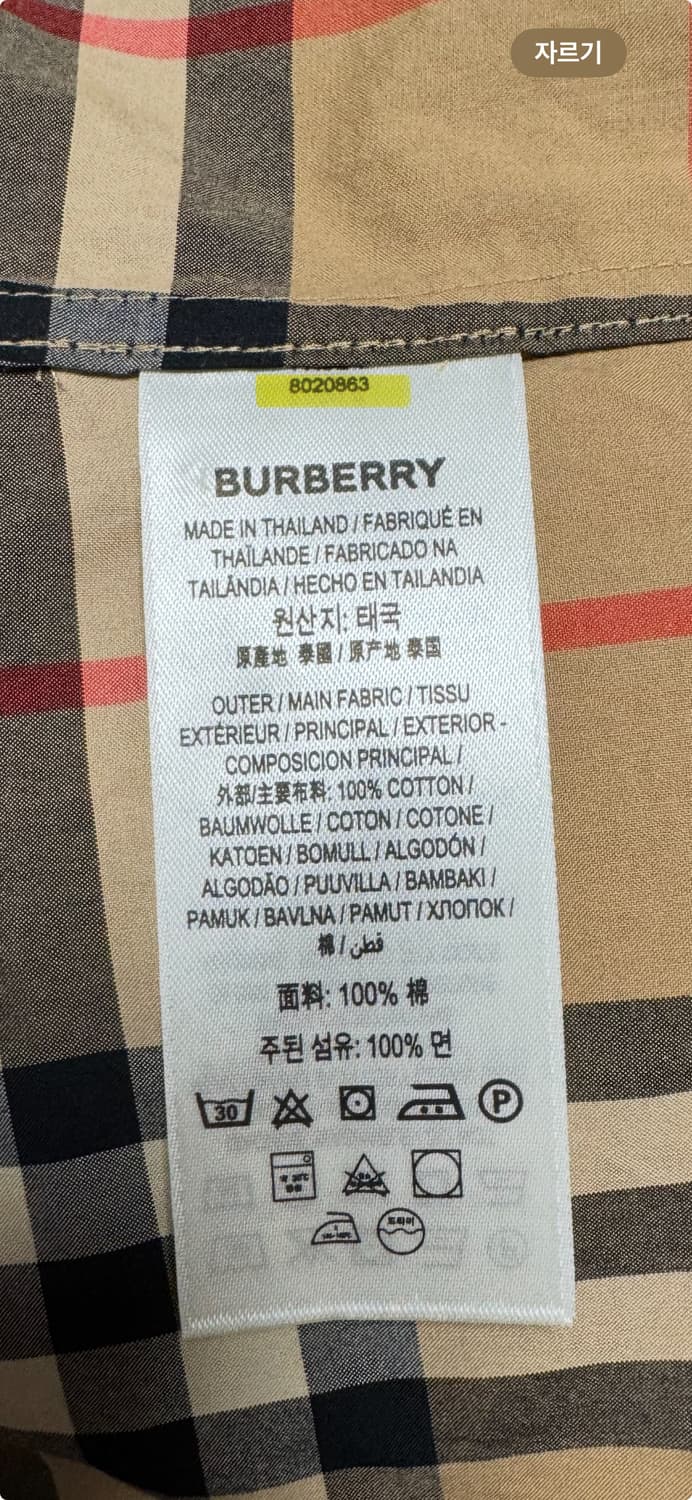 자르기
8020863
BURBERRY
MADE IN THAILAND / FABRIQUÉ EN
THAÏLANDE / FABRICADO NA
TAILÂNDIA / HECHO EN TAILANDIA
원산지: 태국
原產地 泰國 / 原产地 泰国
OUTER / MAIN FABRIC / TISSU
EXTÉRIEUR / PRINCIPAL / EXTERIOR -
COMPOSICION PRINCIPAL /
外部/主要布料: 100% COTTON /
BAUMWOLLE / COTON / COTONE /
KATOEN / BOMULL / ALGODÓN /
ALGODÃO / PUUVILLA / BAMBAKI /
PAMUK / BAVLNA / PAMUT / ХЛОПОК /
棉 / قطن
面料: 100% 棉
주된 섬유: 100% 면
30 P
드라이